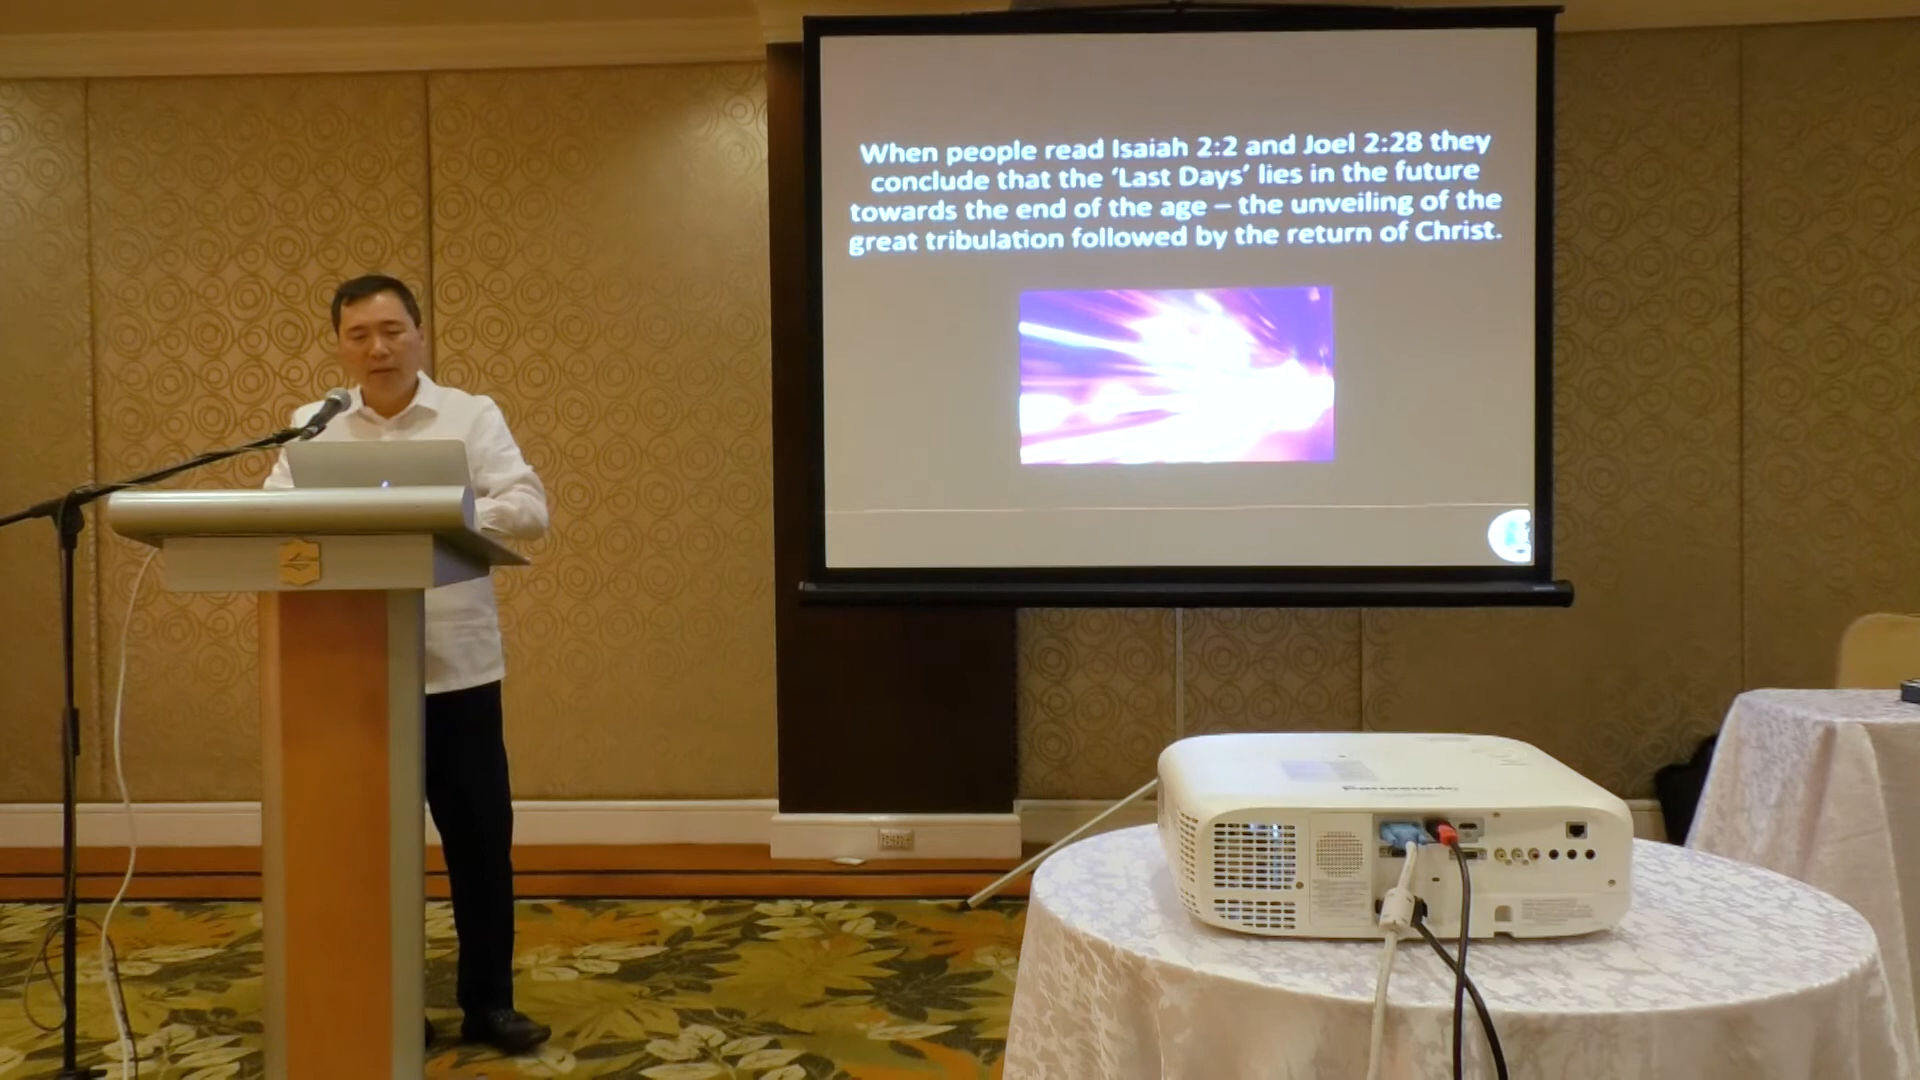 When people read Isaiah 2:2 and Joel 2:28 they
conclude that the ‘Last Days’ lies in the future
towards the end of the age – the unveiling of the
great tribulation followed by the return of Christ.